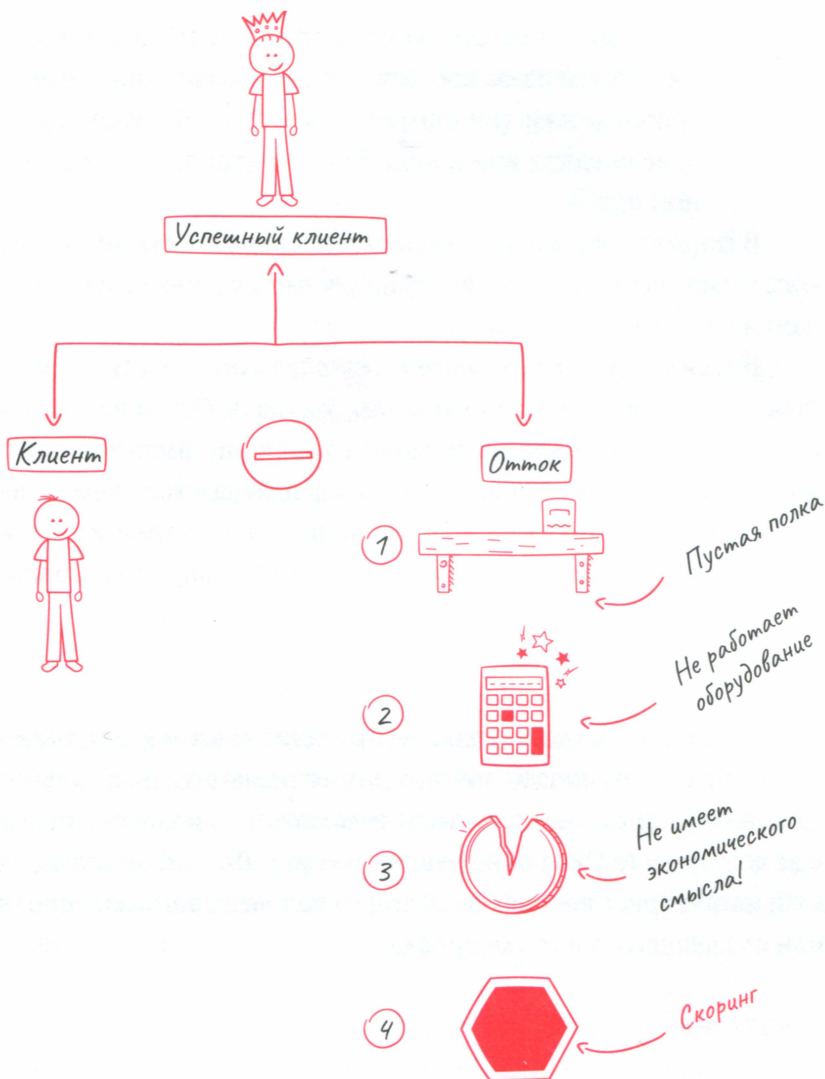 Успешный клиент
Клиент
Отток
1
Пустая полка
2
Не работает
оборудование
3
Не имеет
экономического
смысла!
4
Скоринг